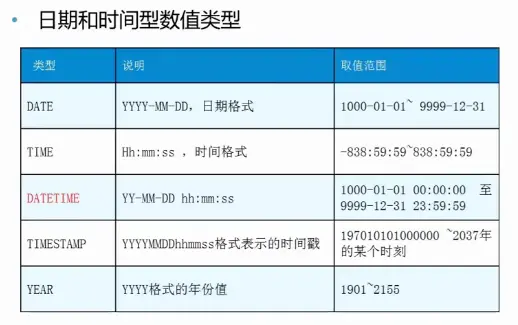 • 日期和时间型数值类型
类型 说明 取值范围
DATE YYYY-MM-DD，日期格式 1000-01-01~ 9999-12-31
TIME Hh:mm:ss ，时间格式 -838:59:59~838:59:59
DATETIME YY-MM-DD hh:mm:ss 1000-01-01 00:00:00 至
9999-12-31 23:59:59
TIMESTAMP YYYYMMDDhhmmss格式表示的时间戳 197010101000000 ~2037年
的某个时刻
YEAR YYYY格式的年份值 1901~2155